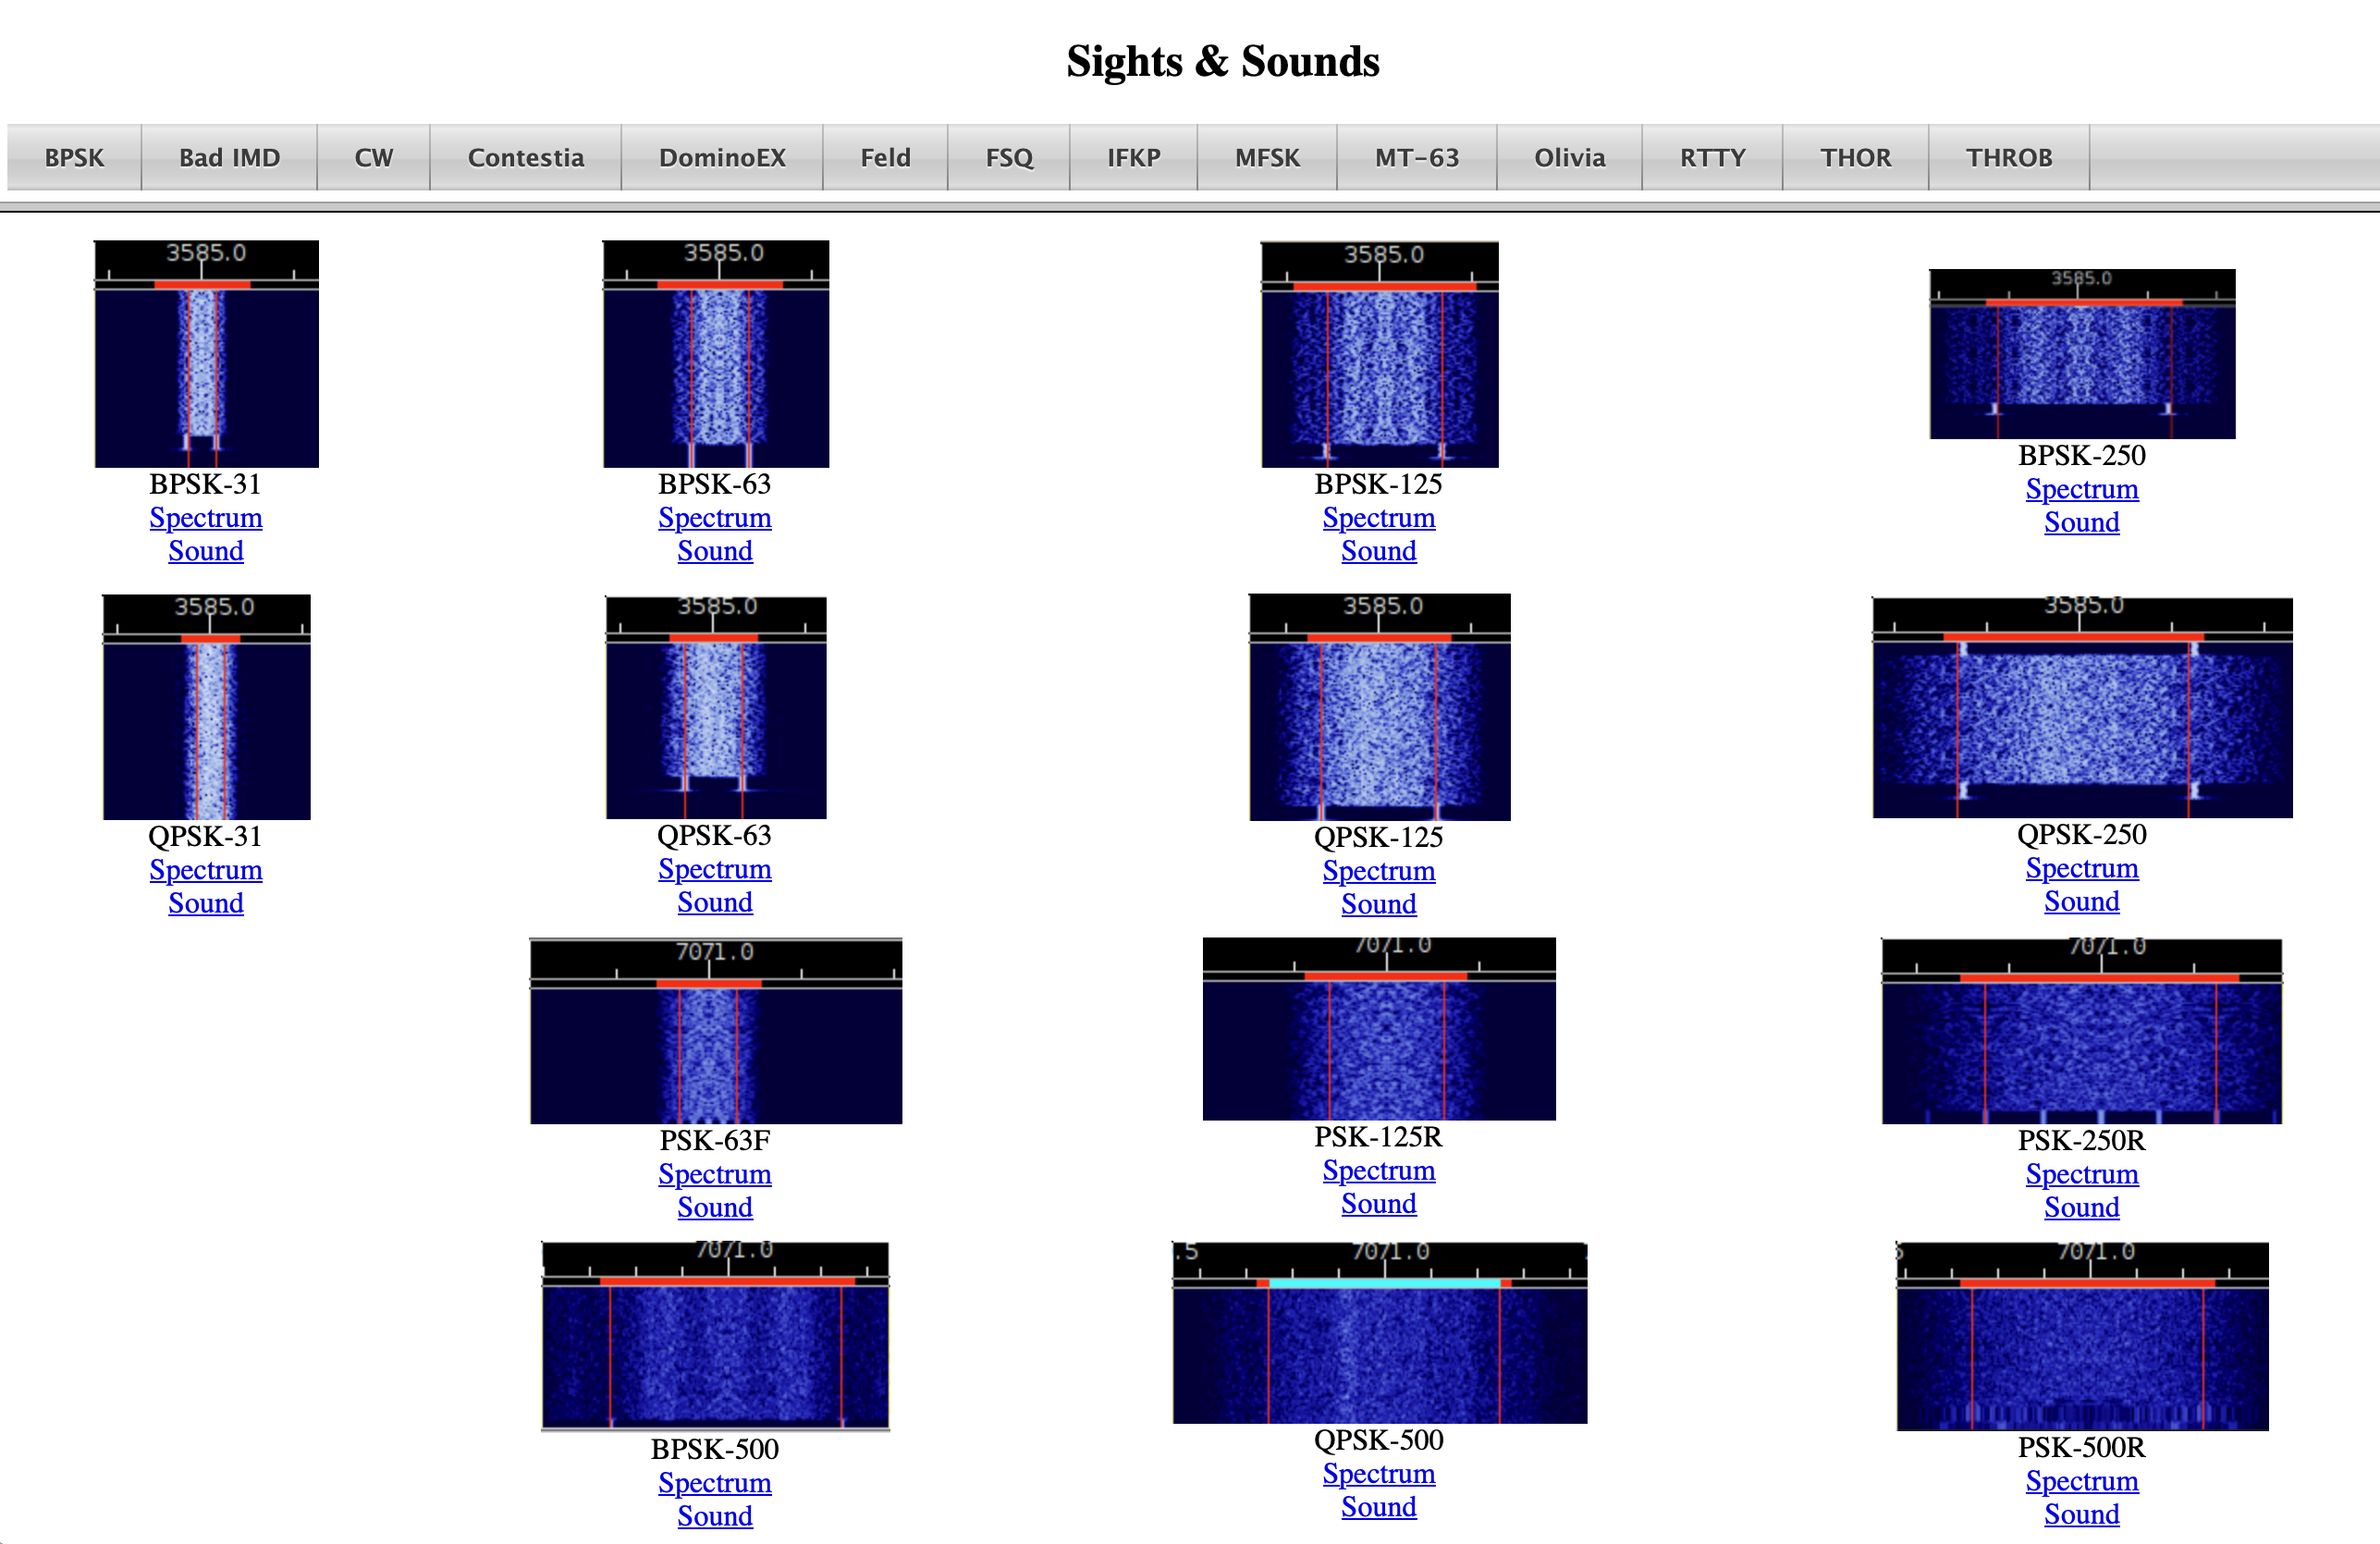 Sights & Sounds
BPSK Bad IMD CW Contestia DominoEX Feld FSQ IFKP MFSK MT-63 Olivia RTTY THOR THROB
3585.0 3585.0 3585.0 3585.0
BPSK-31 BPSK-63 BPSK-125 BPSK-250
Spectrum Spectrum Spectrum Spectrum
Sound Sound Sound Sound
3585.0 3585.0 3585.0 3585.0
QPSK-31 QPSK-63 QPSK-125 QPSK-250
Spectrum Spectrum Spectrum Spectrum
Sound Sound Sound Sound
7071.0 7071.0 7071.0
PSK-63F PSK-125R PSK-250R
Spectrum Spectrum Spectrum
Sound Sound Sound
7071.0 .5 7071.0 7071.0
BPSK-500 QPSK-500 PSK-500R
Spectrum Spectrum Spectrum
Sound Sound Sound